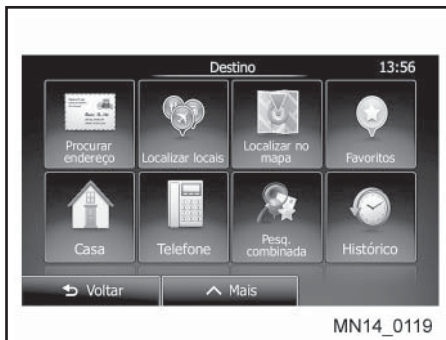 Destino 13:56
Procurar
endereço
Localizar locais
Localizar no
mapa
Favoritos
Casa
Telefone
Pesq.
combinada
Histórico
Voltar
Mais
MN14_0119